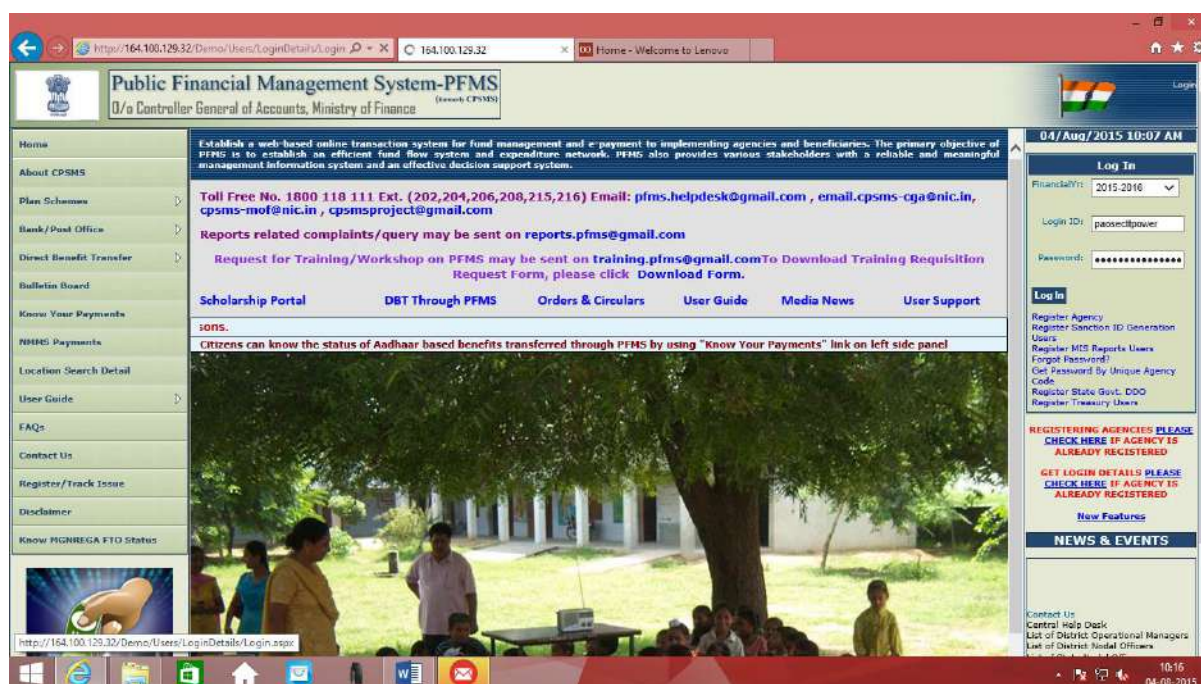 http://164.100.129.32/Demo/Users/LoginDetails/Login
164.100.129.32
Home - Welcome to Lenovo
Public Financial Management System-PFMS
(formerly CPSMS)
O/o Controller General of Accounts, Ministry of Finance
Login
Home
About CPSMS
Plan Schemes
Bank/Post Office
Direct Benefit Transfer
Bulletin Board
Know Your Payments
NMMS Payments
Location Search Detail
User Guide
FAQs
Contact Us
Register/Track Issue
Disclaimer
Know MGNREGA FTO Status
Establish a web-based online transaction system for fund management and e-payment to implementing agencies and beneficiaries. The primary objective of
PFMS is to establish an efficient fund flow system and expenditure network. PFMS also provides various stakeholders with a reliable and meaningful
management information system and an effective decision support system.
Toll Free No. 1800 118 111 Ext. (202,204,206,208,215,216) Email: pfms.helpdesk@gmail.com , email.cpsms-cga@nic.in,
cpsms-mof@nic.in , cpsmsproject@gmail.com
Reports related complaints/query may be sent on reports.pfms@gmail.com
Request for Training/Workshop on PFMS may be sent on training.pfms@gmail.comTo Download Training Requisition
Request Form, please click Download Form.
Scholarship Portal DBT Through PFMS Orders & Circulars User Guide Media News User Support
sons.
Citizens can know the status of Aadhaar based benefits transferred through PFMS by using "Know Your Payments" link on left side panel
04/Aug/2015 10:07 AM
Log In
FinancialYr: 2015-2016
Login ID: paosecttpower
Password:
Log In
Register Agency
Register Sanction ID Generation
Users
Register MIS Reports Users
Forgot Password?
Get Password By Unique Agency
Code
Register State Govt. DDO
Register Treasury Users
REGISTERING AGENCIES PLEASE
CHECK HERE IF AGENCY IS
ALREADY REGISTERED
GET LOGIN DETAILS PLEASE
CHECK HERE IF AGENCY IS
ALREADY REGISTERED
New Features
NEWS & EVENTS
Contact Us
Central Help Desk
List of District Operational Managers
List of District Nodal Officers
http://164.100.129.32/Demo/Users/LoginDetails/Login.aspx
10:16
04-08-2015